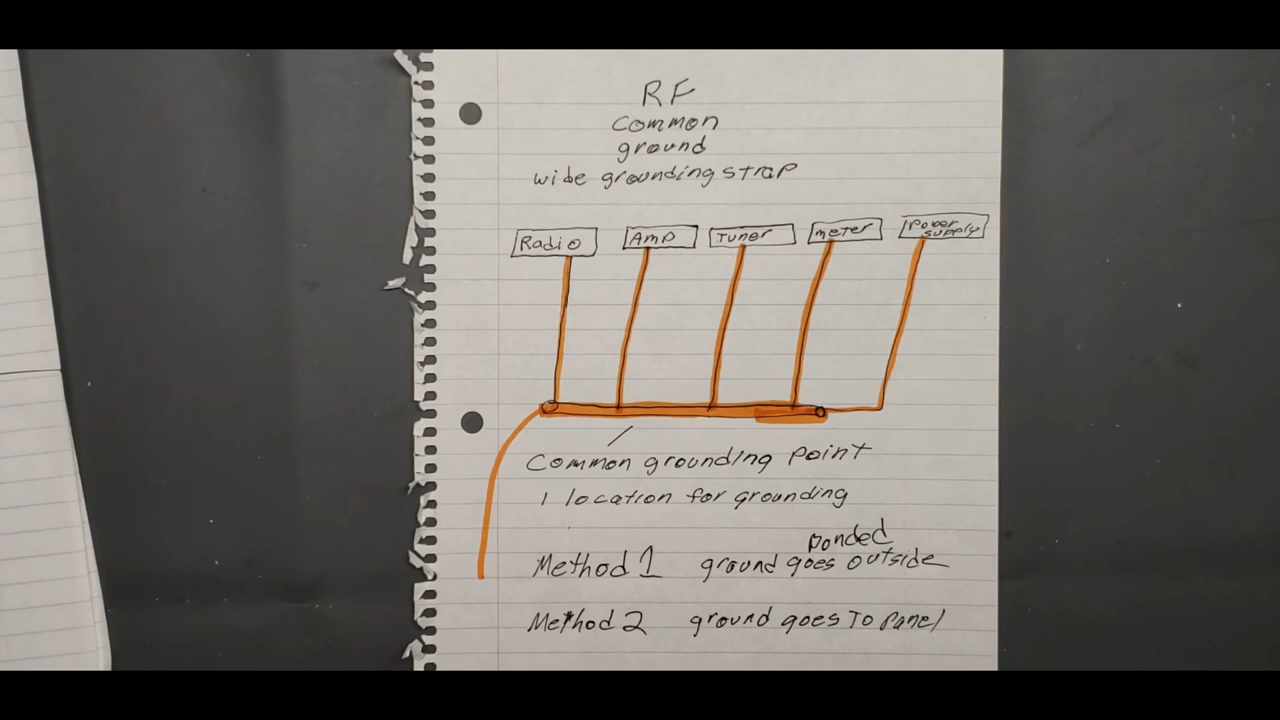 RF
common
ground
wide grounding strap
Radio
Amp
Tuner
meter
Power
supply
Common grounding point
1 location for grounding
ponded
Method 1 ground goes outside
Method 2 ground goes To panel